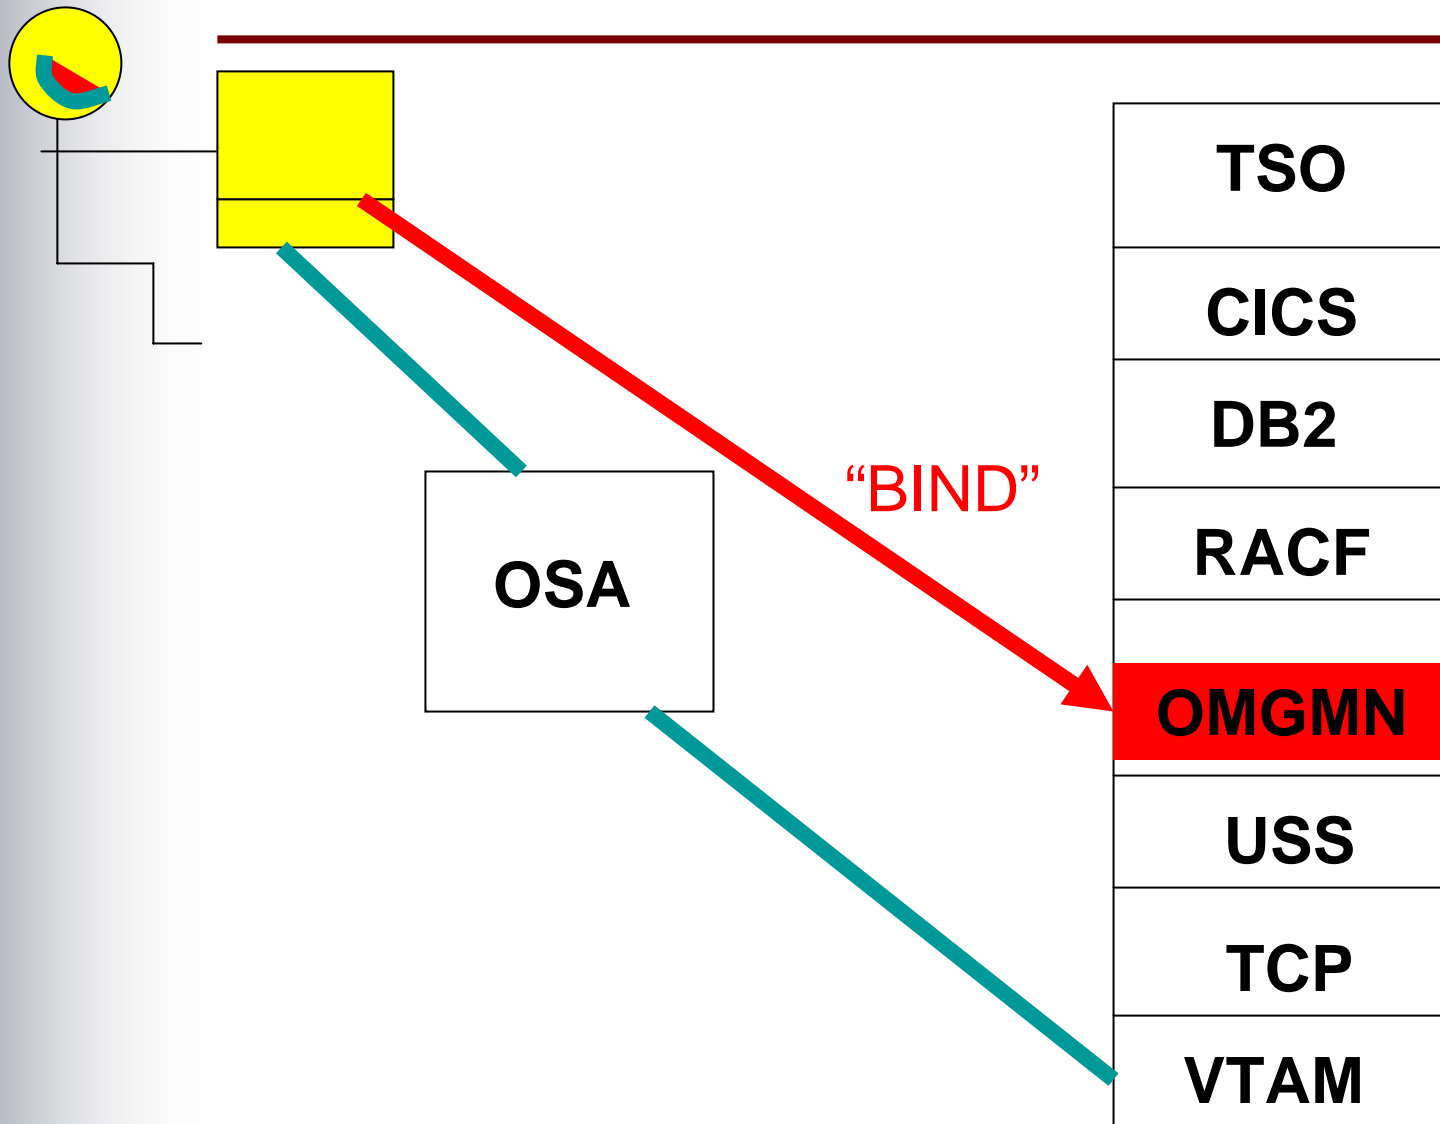 TSO
CICS
DB2
“BIND”
RACF
OSA
OMGMN
USS
TCP
VTAM